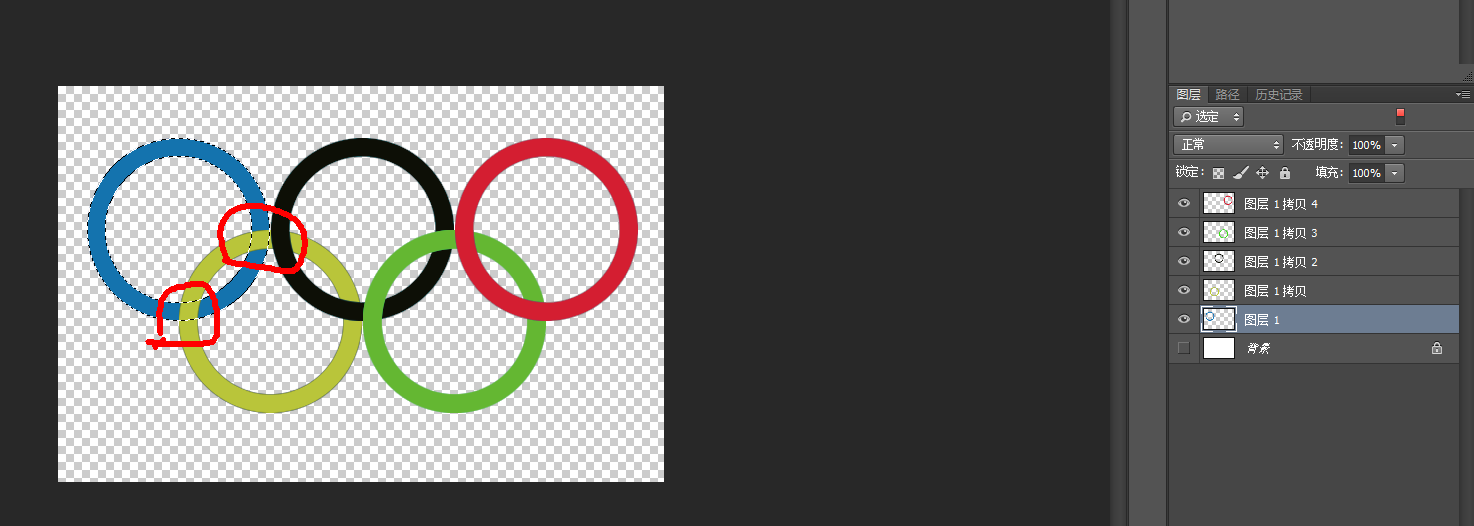 图层 路径 历史记录
选定
正常 不透明度: 100%
锁定: 填充: 100%
图层 1 拷贝 4
图层 1 拷贝 3
图层 1 拷贝 2
图层 1 拷贝
图层 1
背景